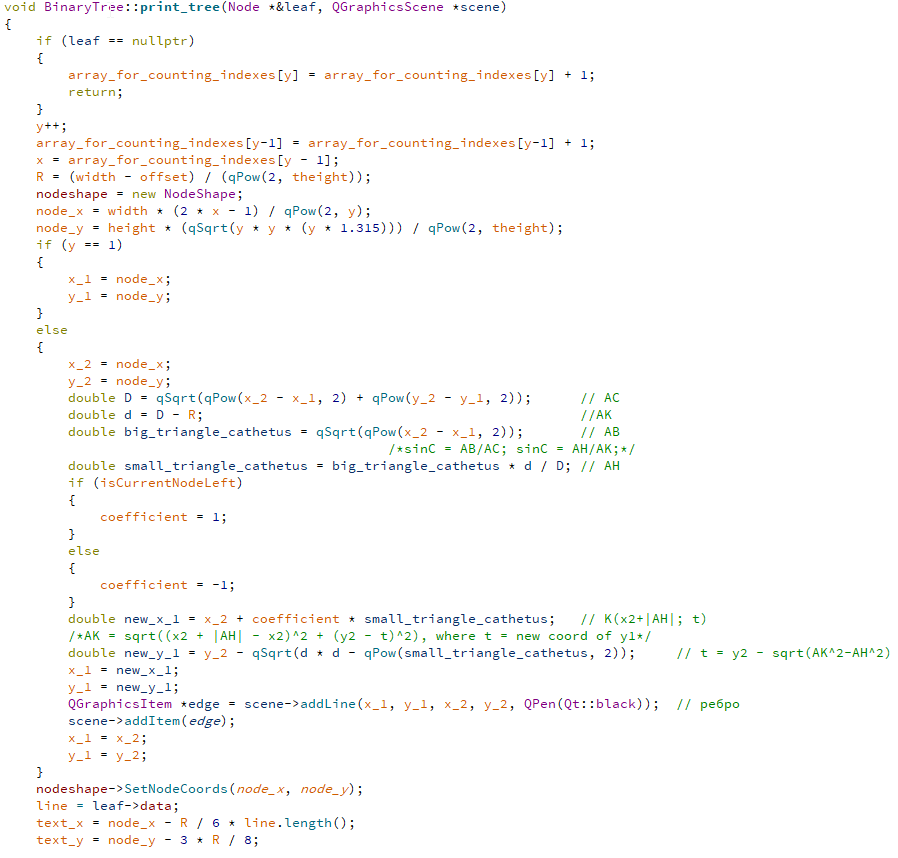 void BinaryTree::print_tree(Node *&leaf, QGraphicsScene *scene)
{
    if (leaf == nullptr)
    {
        array_for_counting_indexes[y] = array_for_counting_indexes[y] + 1;
        return;
    }
    y++;
    array_for_counting_indexes[y-1] = array_for_counting_indexes[y-1] + 1;
    x = array_for_counting_indexes[y - 1];
    R = (width - offset) / (qPow(2, theight));
    nodeshape = new NodeShape;
    node_x = width * (2 * x - 1) / qPow(2, y);
    node_y = height * (qSqrt(y * y * (y * 1.315))) / qPow(2, theight);
    if (y == 1)
    {
        x_1 = node_x;
        y_1 = node_y;
    }
    else
    {
        x_2 = node_x;
        y_2 = node_y;
        double D = qSqrt(qPow(x_2 - x_1, 2) + qPow(y_2 - y_1, 2));      // AC
        double d = D - R;                                               //AK
        double big_triangle_cathetus = qSqrt(qPow(x_2 - x_1, 2));       // AB
                                                /*sinC = AB/AC; sinC = AH/AK;*/
        double small_triangle_cathetus = big_triangle_cathetus * d / D; // AH
        if (isCurrentNodeLeft)
        {
            coefficient = 1;
        }
        else
        {
            coefficient = -1;
        }
        double new_x_1 = x_2 + coefficient * small_triangle_cathetus;   // K(x2+|AH|; t)
        /*AK = sqrt((x2 + |AH| - x2)^2 + (y2 - t)^2), where t = new coord of y1*/
        double new_y_1 = y_2 - qSqrt(d * d - qPow(small_triangle_cathetus, 2));     // t = y2 - sqrt(AK^2-AH^2)
        x_1 = new_x_1;
        y_1 = new_y_1;
        QGraphicsItem *edge = scene->addLine(x_1, y_1, x_2, y_2, QPen(Qt::black));  // ребро
        scene->addItem(edge);
        x_1 = x_2;
        y_1 = y_2;
    }
    nodeshape->SetNodeCoords(node_x, node_y);
    line = leaf->data;
    text_x = node_x - R / 6 * line.length();
    text_y = node_y - 3 * R / 8;